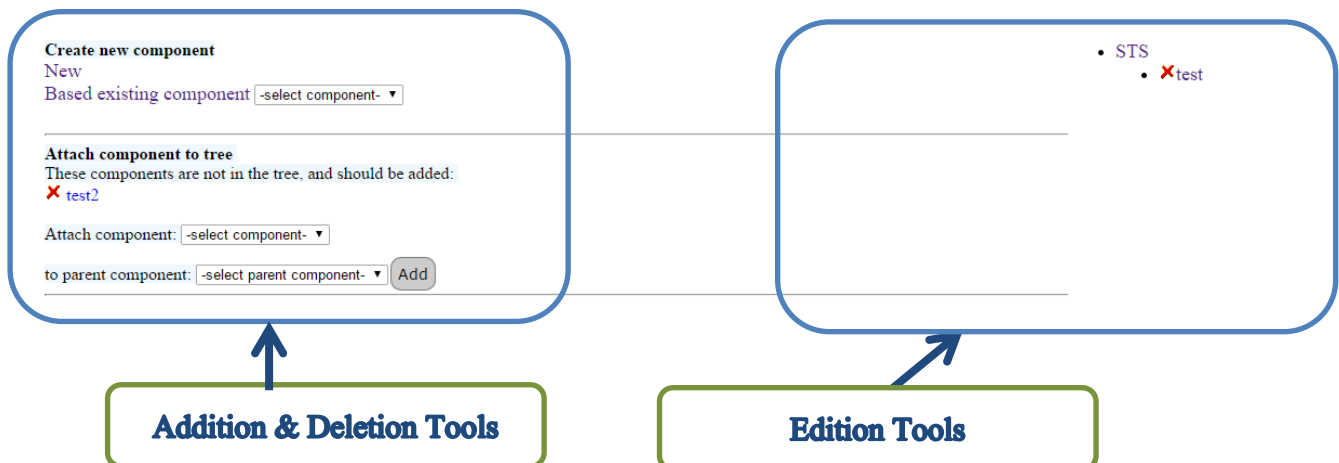 Create new component
New
Based existing component -select component-
Attach component to tree
These components are not in the tree, and should be added:
test2
Attach component: -select component-
to parent component: -select parent component- Add
STS
test
Addition & Deletion Tools
Edition Tools